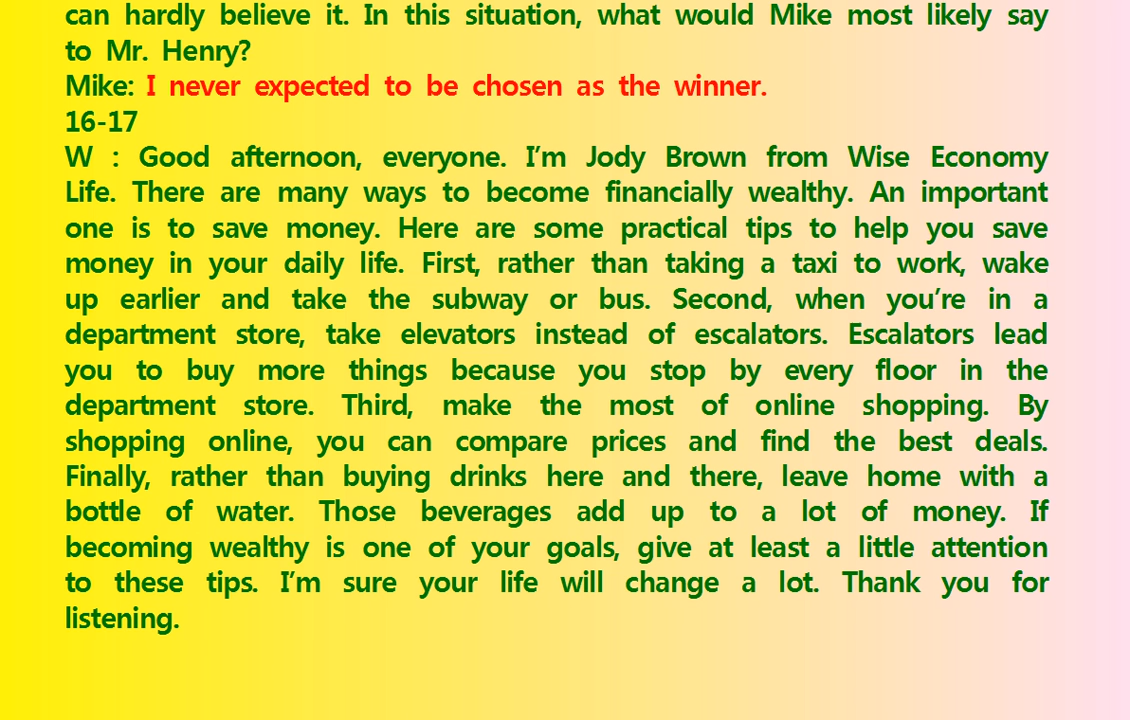 can hardly believe it. In this situation, what would Mike most likely say
to Mr. Henry?
Mike: I never expected to be chosen as the winner.
16-17
W : Good afternoon, everyone. I’m Jody Brown from Wise Economy
Life. There are many ways to become financially wealthy. An important
one is to save money. Here are some practical tips to help you save
money in your daily life. First, rather than taking a taxi to work, wake
up earlier and take the subway or bus. Second, when you’re in a
department store, take elevators instead of escalators. Escalators lead
you to buy more things because you stop by every floor in the
department store. Third, make the most of online shopping. By
shopping online, you can compare prices and find the best deals.
Finally, rather than buying drinks here and there, leave home with a
bottle of water. Those beverages add up to a lot of money. If
becoming wealthy is one of your goals, give at least a little attention
to these tips. I’m sure your life will change a lot. Thank you for
listening.